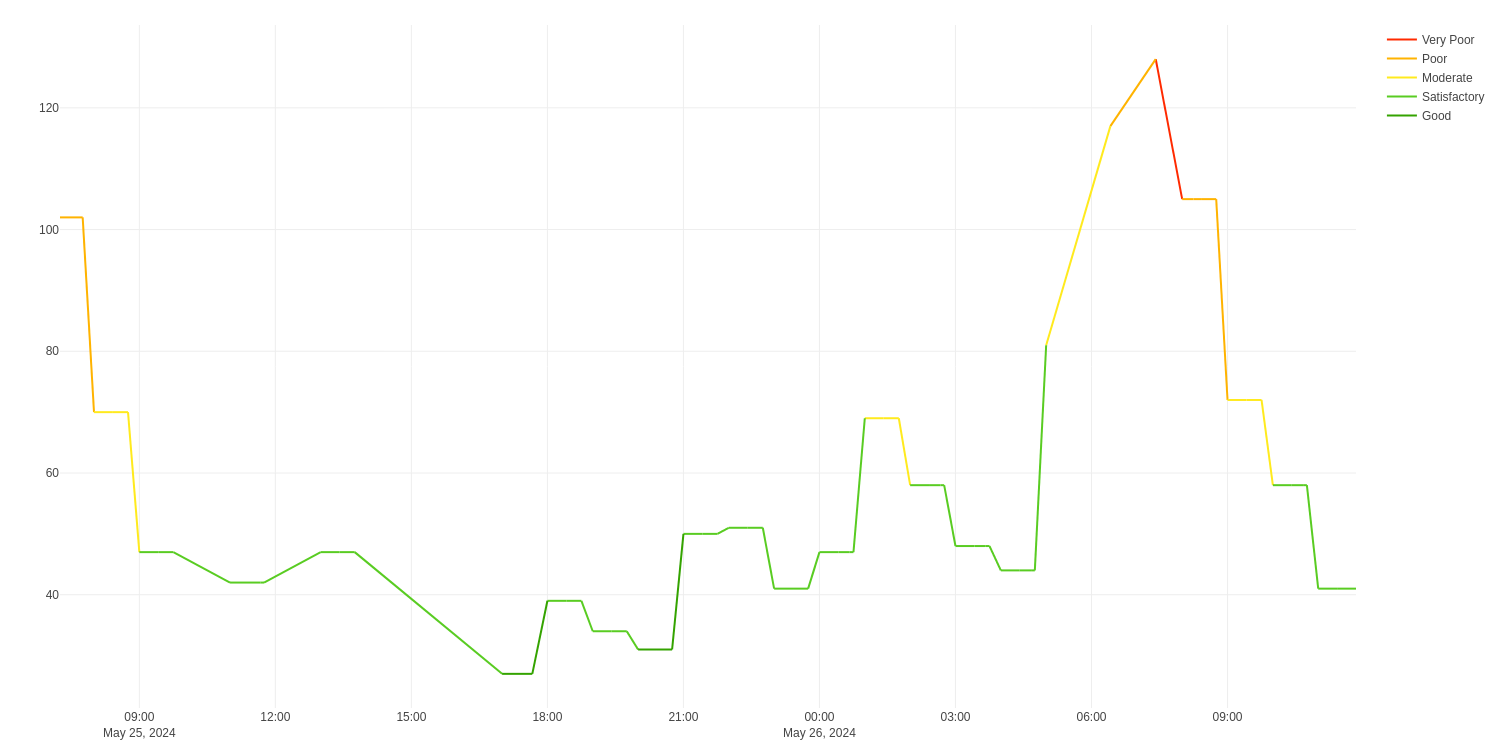 Very Poor
Poor
Moderate
Satisfactory
Good
120
100
80
60
40
09:00
12:00
15:00
18:00
21:00
00:00
03:00
06:00
09:00
May 25, 2024
May 26, 2024